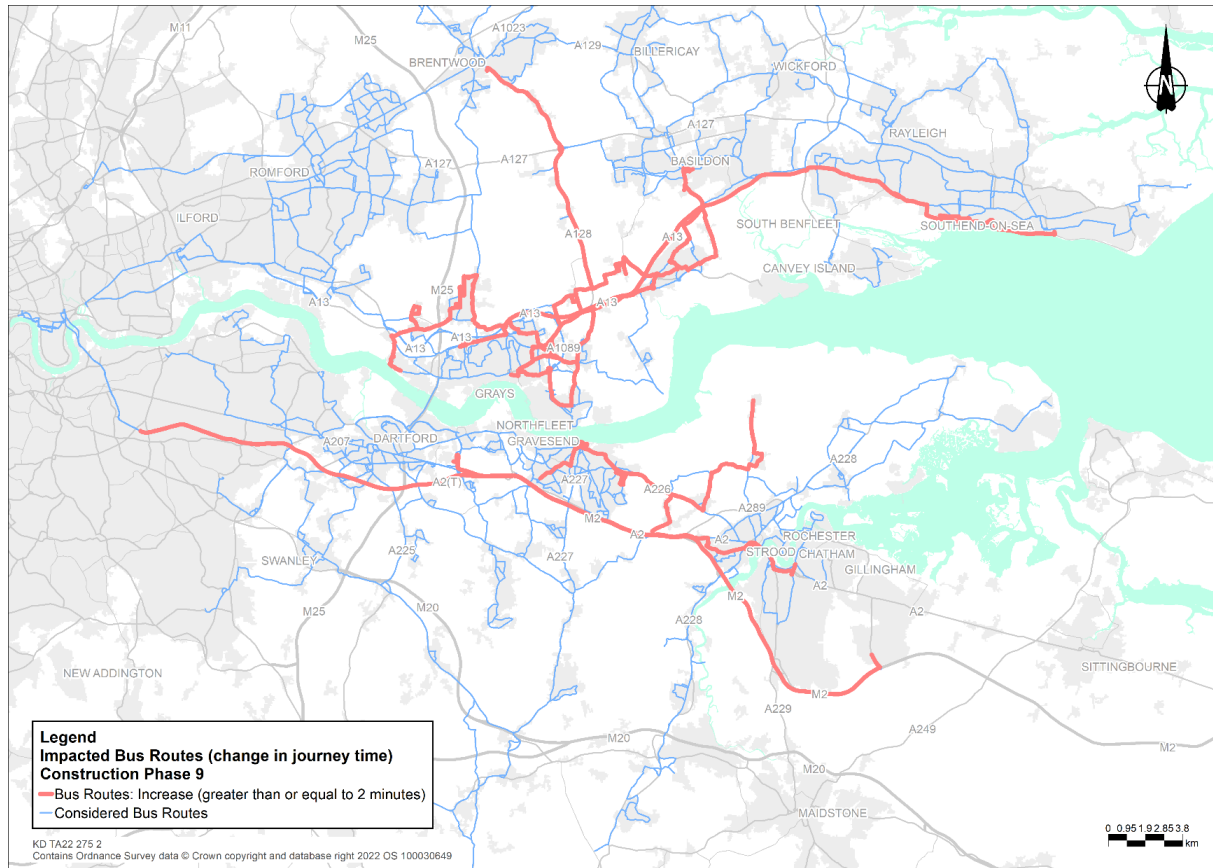 M11
M25
A1023
A129
BILLERICAY
BRENTWOOD
WICKFORD
N
A127
RAYLEIGH
A127
A127
BASILDON
ROMFORD
ILFORD
SOUTH BENFLEET
SOUTHEND-ON-SEA
A128
A13
CANVEY ISLAND
M25
A13
A13
A13
A13
A13
A1089
GRAYS
NORTHFLEET
GRAVESEND
A207
DARTFORD
A228
A2(T)
A227
A226
A289
M2
A2
A2
ROCHESTER
STROOD
CHATHAM
GILLINGHAM
SWANLEY
A225
A227
A2
A2
M25
M20
A228
M2
NEW ADDINGTON
SITTINGBOURNE
M2
A229
A249
M20
M2
M20
MAIDSTONE
Legend
Impacted Bus Routes (change in journey time)
Construction Phase 9
Bus Routes: Increase (greater than or equal to 2 minutes)
Considered Bus Routes
0 0.95 1.9 2.85 3.8
km
KD TA22 275 2
Contains Ordnance Survey data © Crown copyright and database right 2022 OS 100030649